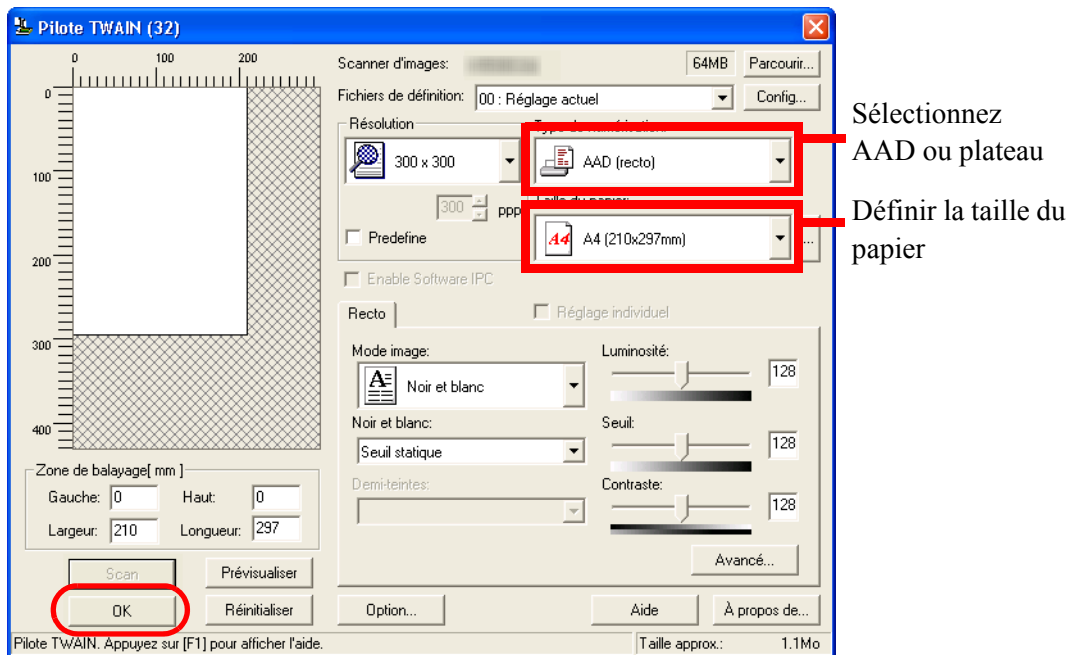 Pilote TWAIN (32)
0 100 200
0
100
200
300
400
Scanner d'images: 64MB Parcourir...
Fichiers de définition: 00 : Réglage actuel Config...
Résolution
300 x 300
AAD (recto)
300 ppp
Predefine
A4 A4 (210x297mm)
...
Enable Software IPC
Recto Réglage individuel
Mode image: Luminosité:
Noir et blanc 128
Noir et blanc: Seuil:
Seuil statique 128
Demi-teintes: Contraste:
128
Avancé...
Zone de balayage[ mm ]
Gauche: 0 Haut: 0
Largeur: 210 Longueur: 297
Scan Prévisualiser
OK Réinitialiser Option... Aide À propos de...
Pilote TWAIN. Appuyez sur [F1] pour afficher l'aide. Taille approx.: 1.1Mo
Sélectionnez
AAD ou plateau
Définir la taille du
papier